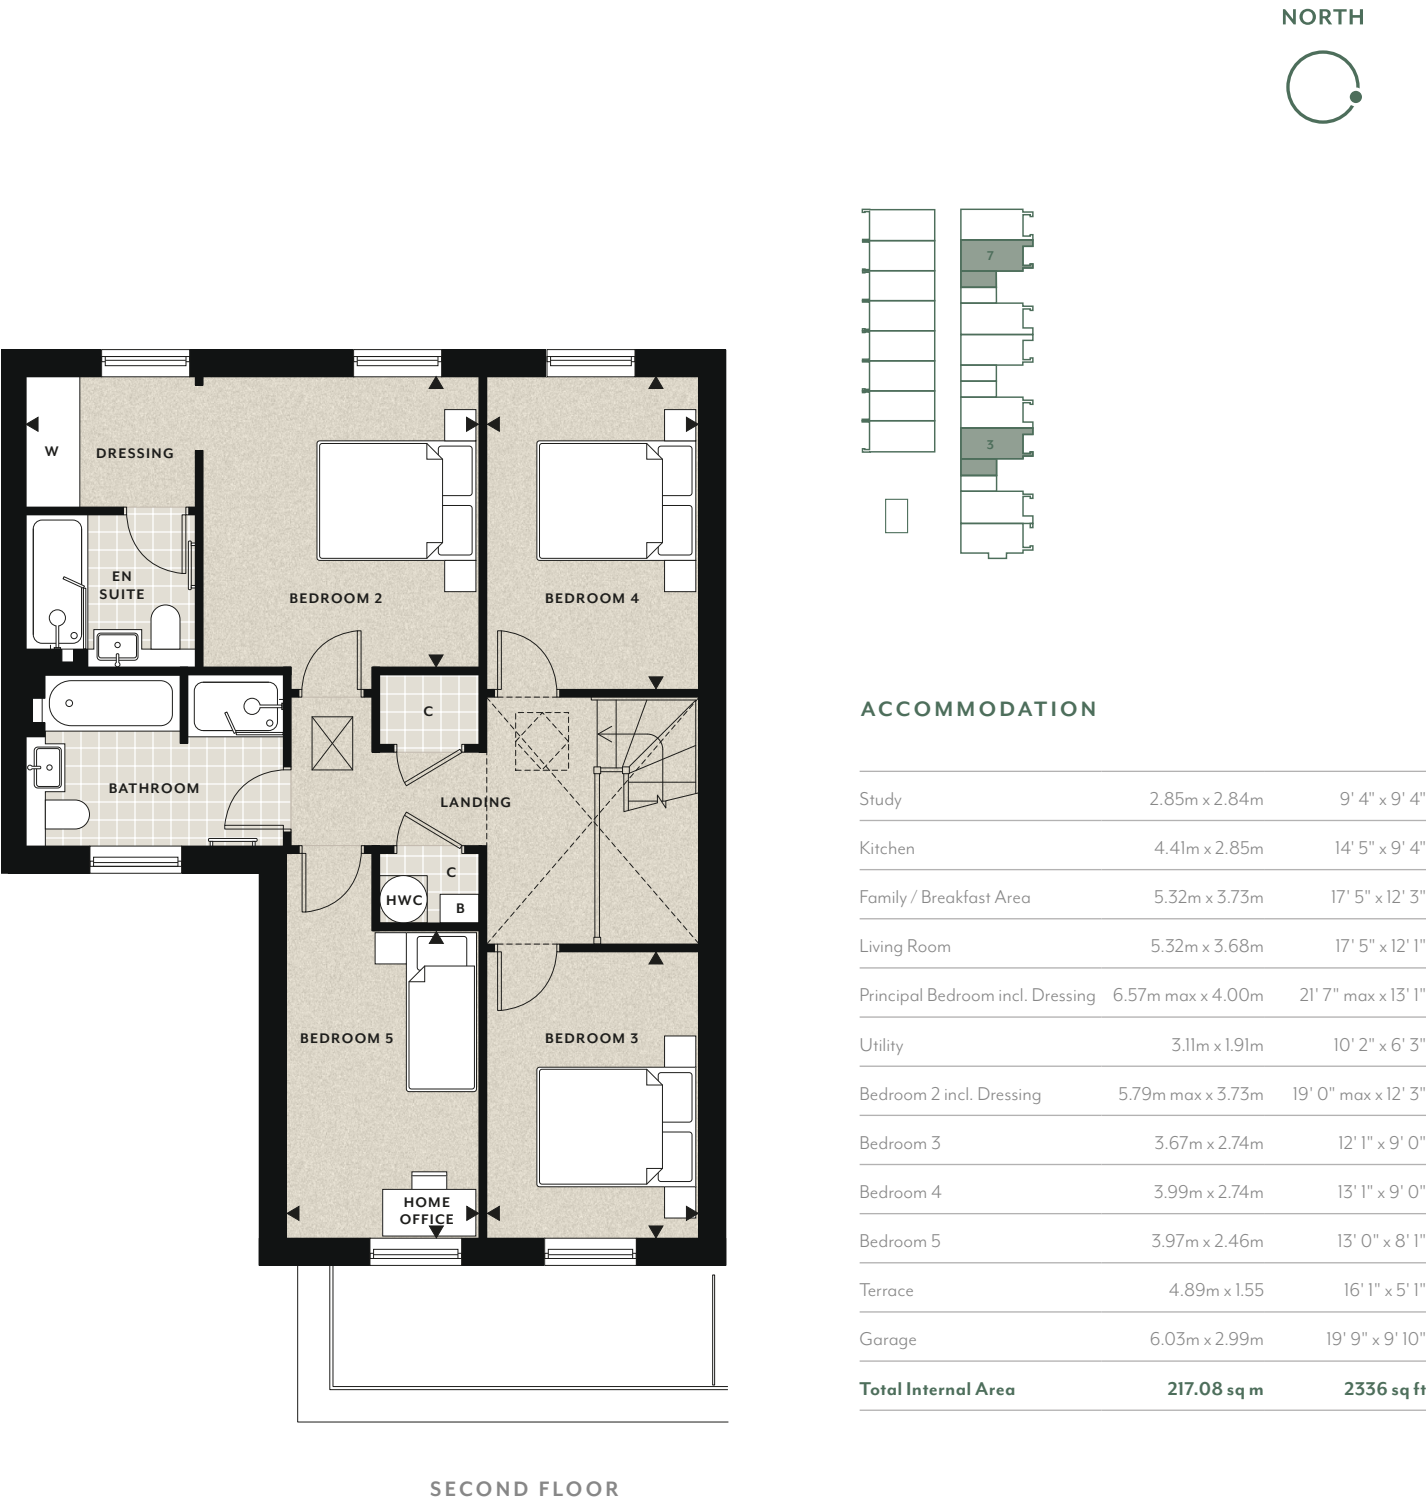 NORTH
7
3
W
DRESSING
EN
SUITE
BEDROOM 2
BEDROOM 4
C
BATHROOM
LANDING
C
HWC
B
BEDROOM 5
BEDROOM 3
HOME
OFFICE
SECOND FLOOR
ACCOMMODATION
Study 2.85m x 2.84m 9' 4" x 9' 4"
Kitchen 4.41m x 2.85m 14' 5" x 9' 4"
Family / Breakfast Area 5.32m x 3.73m 17' 5" x 12' 3"
Living Room 5.32m x 3.68m 17' 5" x 12' 1"
Principal Bedroom incl. Dressing 6.57m max x 4.00m 21' 7" max x 13' 1"
Utility 3.11m x 1.91m 10' 2" x 6' 3"
Bedroom 2 incl. Dressing 5.79m max x 3.73m 19' 0" max x 12' 3"
Bedroom 3 3.67m x 2.74m 12' 1" x 9' 0"
Bedroom 4 3.99m x 2.74m 13' 1" x 9' 0"
Bedroom 5 3.97m x 2.46m 13' 0" x 8' 1"
Terrace 4.89m x 1.55 16' 1" x 5' 1"
Garage 6.03m x 2.99m 19' 9" x 9' 10"
Total Internal Area 217.08 sq m 2336 sq ft